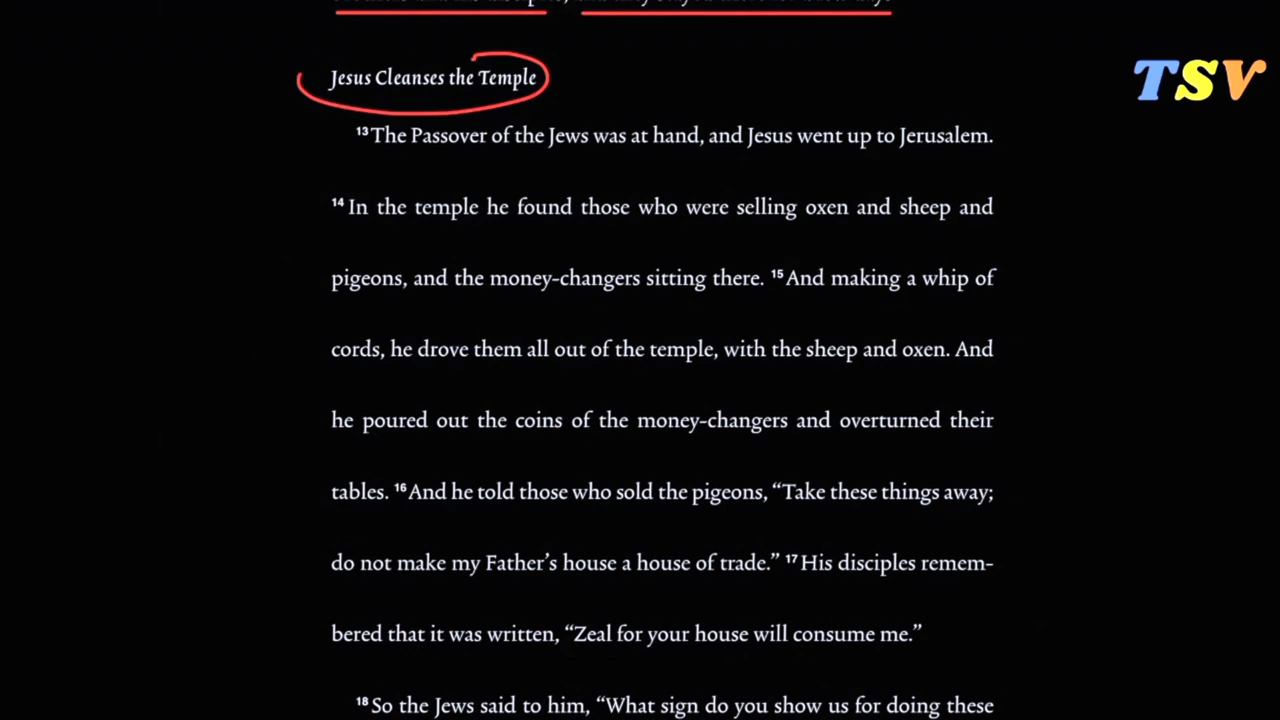 Jesus Cleanses the Temple
TSV
13 The Passover of the Jews was at hand, and Jesus went up to Jerusalem.
14 In the temple he found those who were selling oxen and sheep and
pigeons, and the money-changers sitting there. 15 And making a whip of
cords, he drove them all out of the temple, with the sheep and oxen. And
he poured out the coins of the money-changers and overturned their
tables. 16 And he told those who sold the pigeons, “Take these things away;
do not make my Father’s house a house of trade.” 17 His disciples remem-
bered that it was written, “Zeal for your house will consume me.”
18 So the Jews said to him, “What sign do you show us for doing these